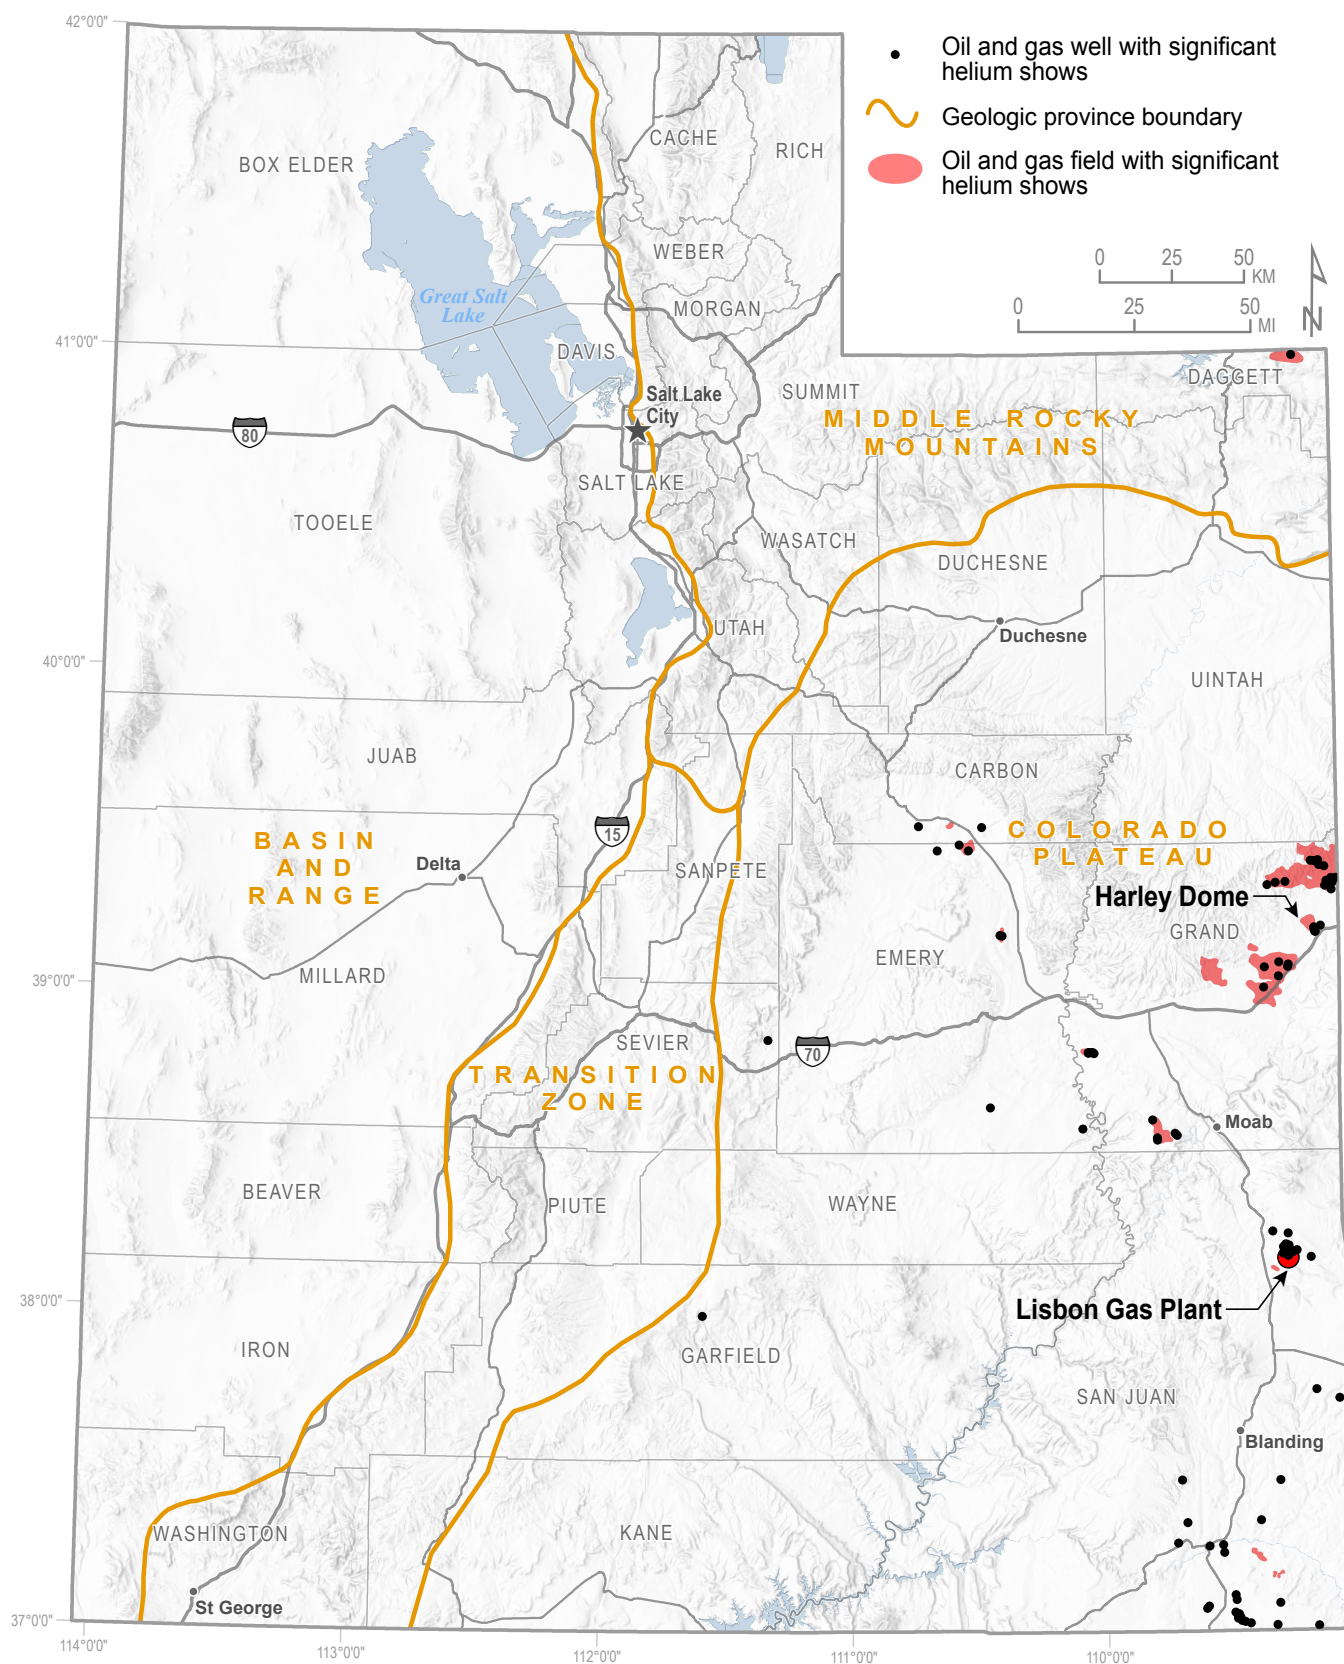 42°0'0"
Oil and gas well with significant
helium shows
Geologic province boundary
Oil and gas field with significant
helium shows
0 25 50
KM
0 25 50
MI
N
CACHE
RICH
BOX ELDER
WEBER
Great Salt
Lake
MORGAN
41°0'0"
DAVIS
Salt Lake
City
SUMMIT
DAGGETT
MIDDLE ROCKY
MOUNTAINS
80
SALT LAKE
TOOELE
WASATCH
DUCHESNE
UTAH
Duchesne
40°0'0"
UINTAH
JUAB
CARBON
BASIN
AND
RANGE
15
COLORADO
PLATEAU
Delta
SANPETE
Harley Dome
GRAND
EMERY
MILLARD
39°0'0"
SEVIER
70
TRANSITION
ZONE
Moab
BEAVER
PIUTE
WAYNE
38°0'0"
Lisbon Gas Plant
IRON
GARFIELD
SAN JUAN
Blanding
WASHINGTON
KANE
St George
37°0'0"
114°0'0"
113°0'0"
112°0'0"
111°0'0"
110°0'0"